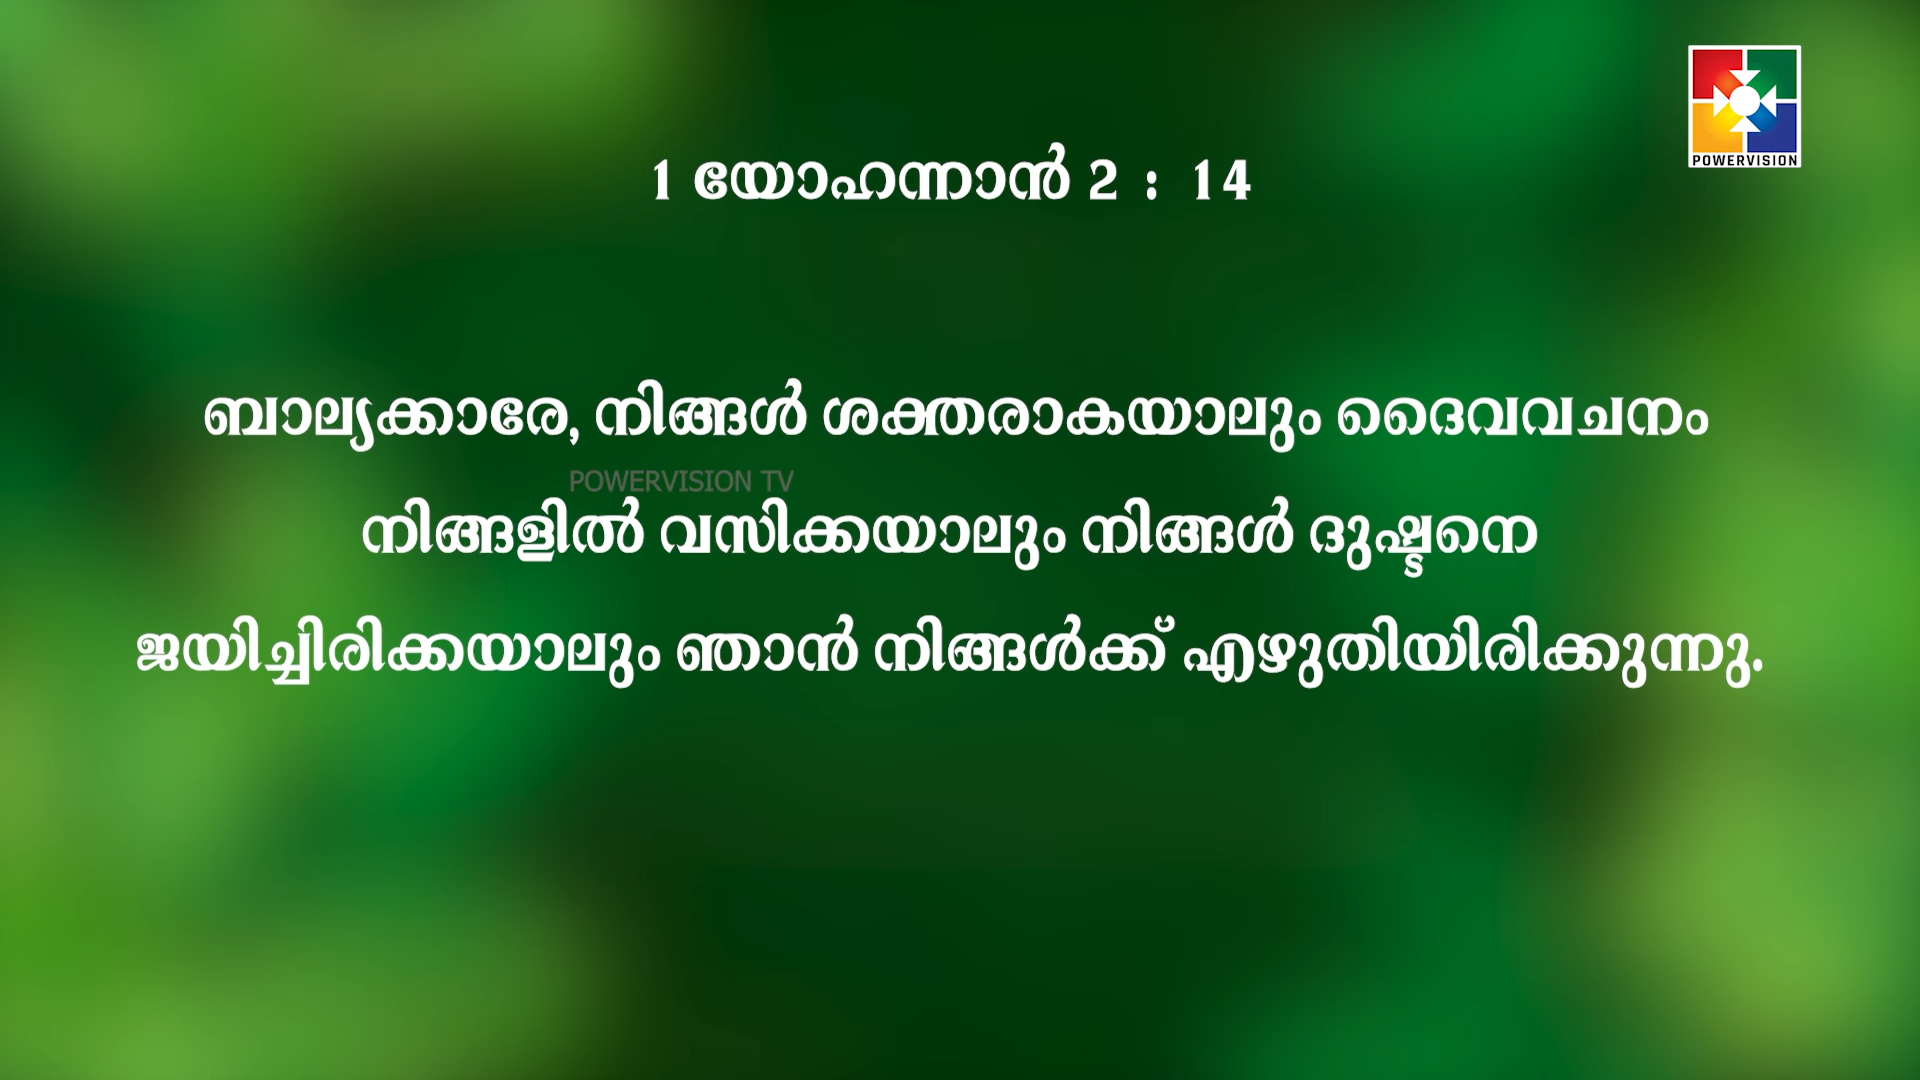 POWERVISION
1 യോഹന്നാൻ 2 : 14
ബാല്യക്കാരേ, നിങ്ങൾ ശക്തരാകയാലും ദൈവവചനം
POWERVISION TV
നിങ്ങളിൽ വസിക്കയാലും നിങ്ങൾ ദുഷ്ടനെ
ജയിച്ചിരിക്കയാലും ഞാൻ നിങ്ങൾക്ക് എഴുതിയിരിക്കുന്നു.